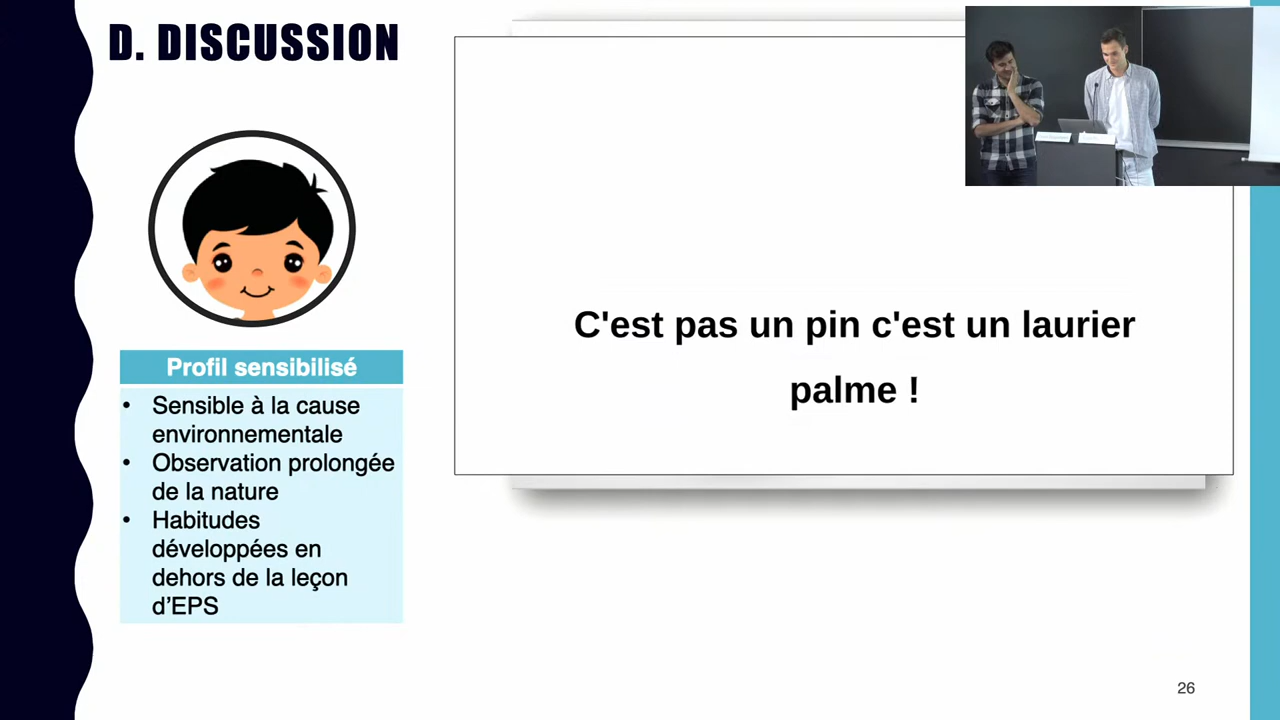 D. DISCUSSION
C'est pas un pin c'est un laurier
palme !
Profil sensibilisé
• Sensible à la cause
environnementale
• Observation prolongée
de la nature
• Habitudes
développées en
dehors de la leçon
d'EPS
26